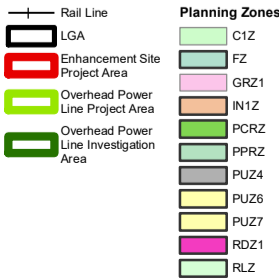 Rail Line
LGA
Enhancement Site
Project Area
Overhead Power
Line Project Area
Overhead Power
Line Investigation
Area
Planning Zones
C1Z
FZ
GRZ1
IN1Z
PCRZ
PPRZ
PUZ4
PUZ6
PUZ7
RDZ1
RLZ